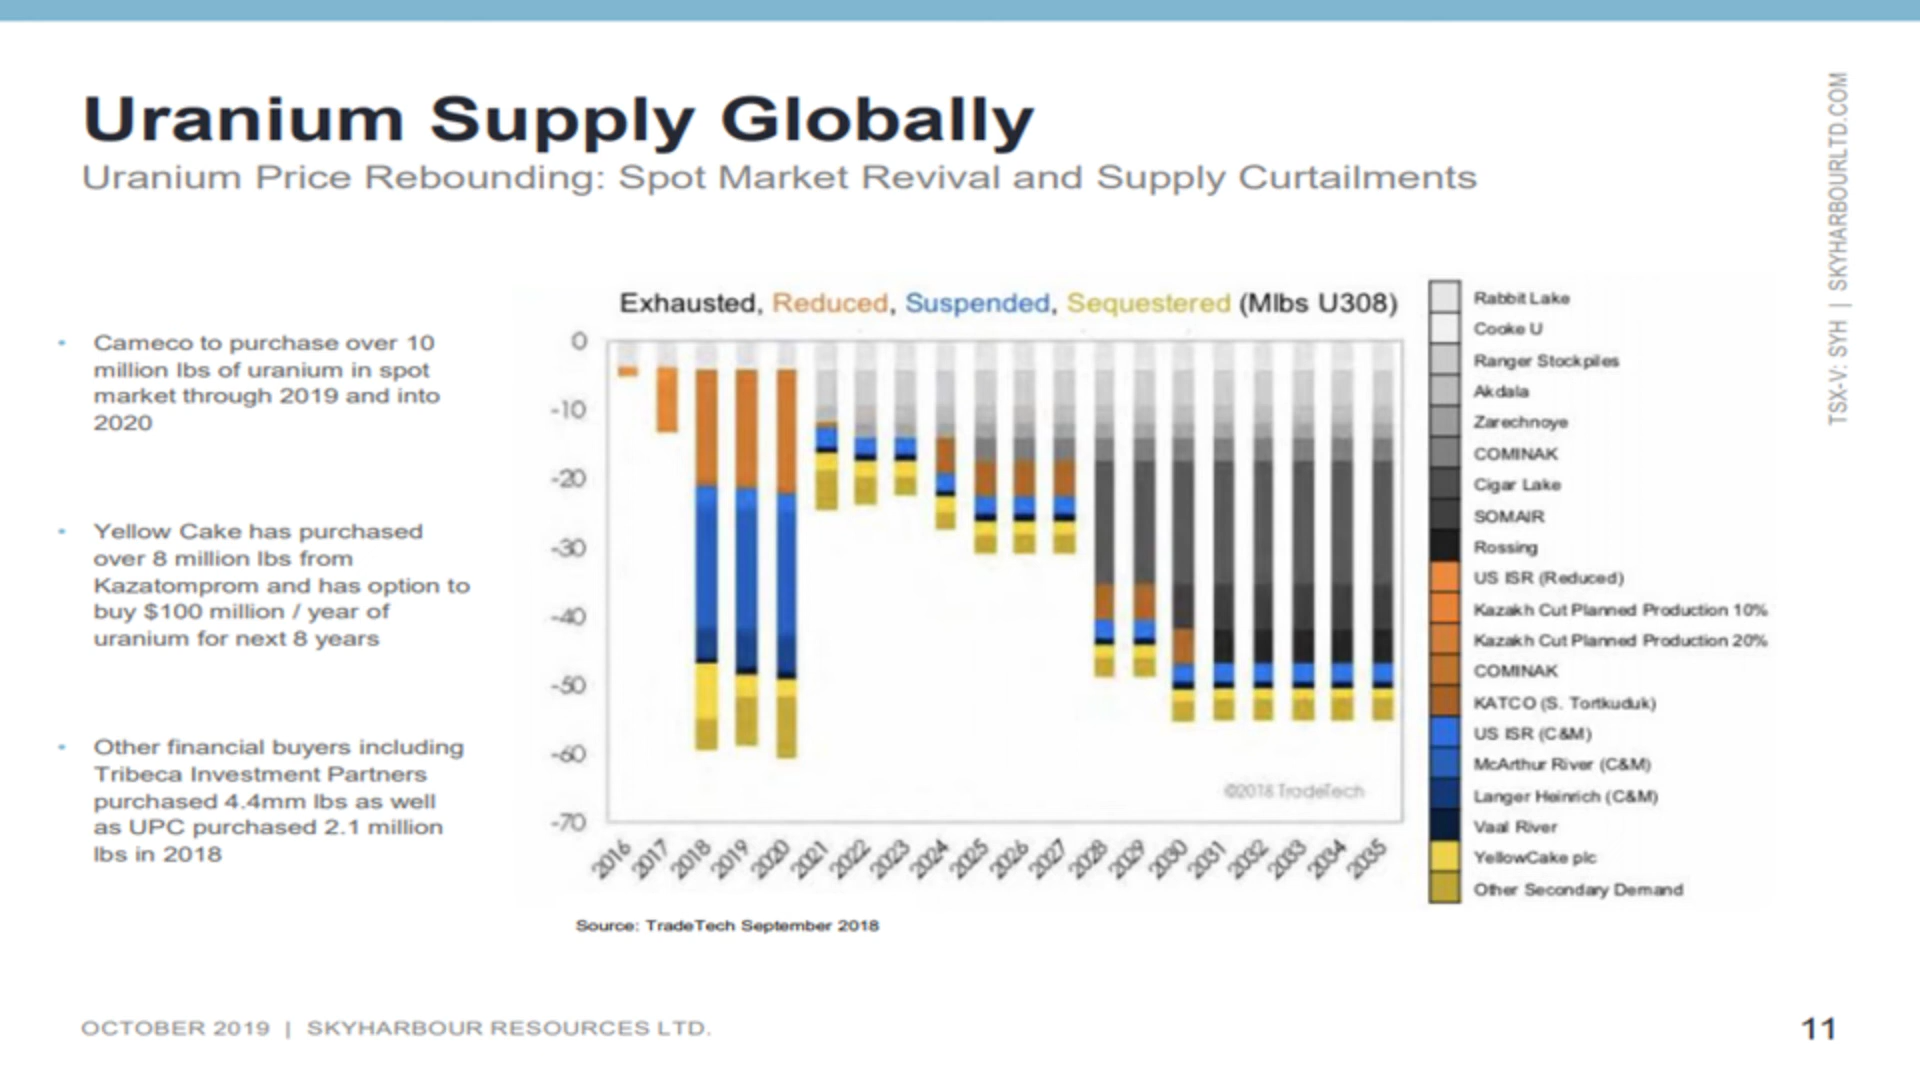 Uranium Supply Globally
Uranium Price Rebounding: Spot Market Revival and Supply Curtailments
TSX-V: SYH | SKYHARBOURLTD.COM
• Cameco to purchase over 10
million lbs of uranium in spot
market through 2019 and into
2020
• Yellow Cake has purchased
over 8 million lbs from
Kazatomprom and has option to
buy $100 million / year of
uranium for next 8 years
• Other financial buyers including
Tribeca Investment Partners
purchased 4.4mm lbs as well
as UPC purchased 2.1 million
lbs in 2018
Exhausted, Reduced, Suspended, Sequestered (Mlbs U308)
0
-10
-20
-30
-40
-50
-60
-70
2016
2017
2018
2019
2020
2021
2022
2023
2024
2025
2026
2027
2028
2029
2030
2031
2032
2033
2034
2035
©2018 TradeTech
Rabbit Lake
Cooke U
Ranger Stockpiles
Akdala
Zarechnoye
COMINAK
Cigar Lake
SOMAIR
Rossing
US ISR (Reduced)
Kazakh Cut Planned Production 10%
Kazakh Cut Planned Production 20%
COMINAK
KATCO (S. Tortkuduk)
US ISR (C&M)
McArthur River (C&M)
Langer Heinrich (C&M)
Vaal River
YellowCake plc
Other Secondary Demand
Source: TradeTech September 2018
OCTOBER 2019 | SKYHARBOUR RESOURCES LTD.
11